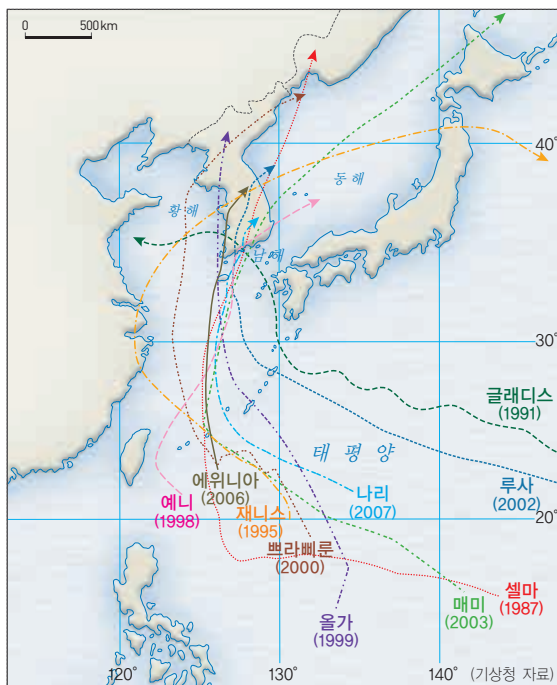 0 500 km
40°
동 해
황 해
남 해
30°
글래디스
(1991)
태 평 양
에위니아
(2006)
예니
(1998)
재니스
(1995)
나리
(2007)
루사
(2002)
20°
쁘라삐룬
(2000)
셀마
(1987)
매미
(2003)
올가
(1999)
120°
130°
140°
(기상청 자료)